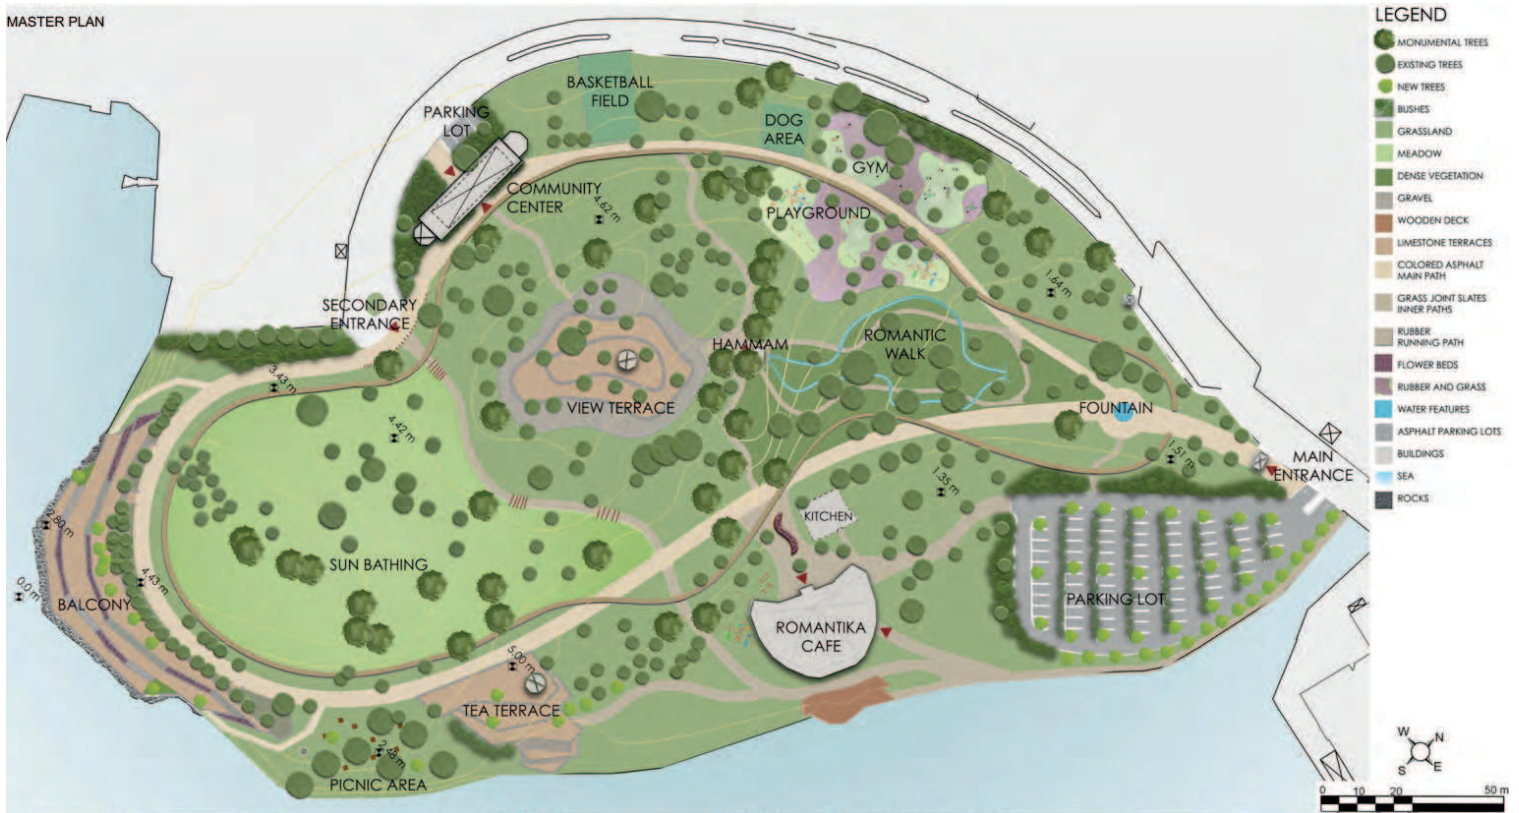 MASTER PLAN
BASKETBALL
FIELD
PARKING
LOT
DOG
AREA
GYM
COMMUNITY
CENTER
4.62 m
PLAYGROUND
1.64 m
SECONDARY
ENTRANCE
HAMMAM
ROMANTIC
WALK
3.43 m
VIEW TERRACE
FOUNTAIN
4.42 m
1.51 m
MAIN
ENTRANCE
1.35 m
KITCHEN
2.80 m
SUN BATHING
4.43 m
0.0 m
BALCONY
PARKING LOT
ROMANTIKA
CAFE
5.00 m
TEA TERRACE
2.48 m
PICNIC AREA
LEGEND
MONUMENTAL TREES
EXISTING TREES
NEW TREES
BUSHES
GRASSLAND
MEADOW
DENSE VEGETATION
GRAVEL
WOODEN DECK
LIMESTONE TERRACES
COLORED ASPHALT
MAIN PATH
GRASS JOINT SLATES
INNER PATHS
RUBBER
RUNNING PATH
FLOWER BEDS
RUBBER AND GRASS
WATER FEATURES
ASPHALT PARKING LOTS
BUILDINGS
SEA
ROCKS
W
N
S
E
0 10 20 50 m